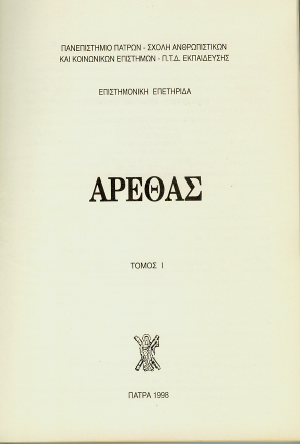 ΠΑΝΕΠΙΣΤΗΜΙΟ ΠΑΤΡΩΝ - ΣΧΟΛΗ ΑΝΘΡΩΠΙΣΤΙΚΩΝ
ΚΑΙ ΚΟΙΝΩΝΙΚΩΝ ΕΠΙΣΤΗΜΩΝ - Π.Τ.Δ. ΕΚΠΑΙΔΕΥΣΗΣ
ΕΠΙΣΤΗΜΟΝΙΚΗ ΕΠΕΤΗΡΙΔΑ
ΑΡΕΘΑΣ
ΤΟΜΟΣ Ι
ΠΑΤΡΑ 1998